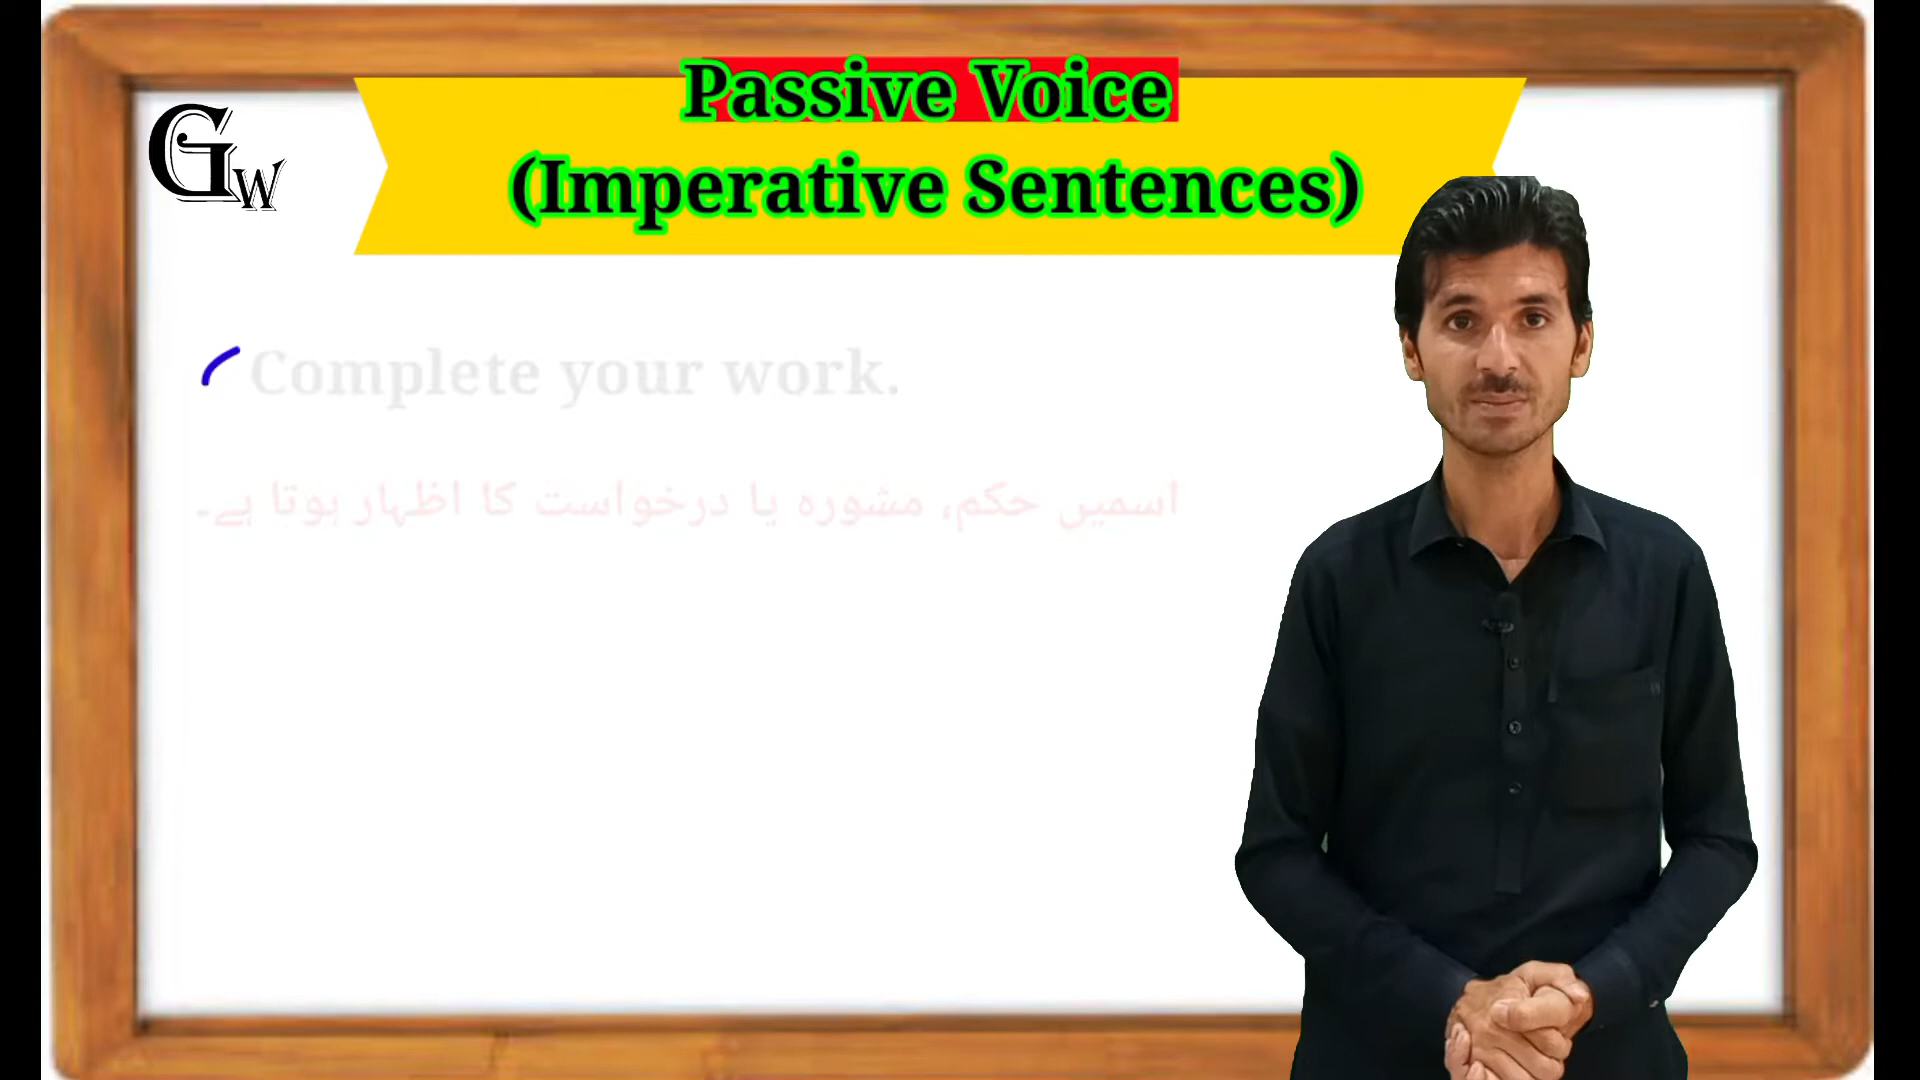 Passive Voice
(Imperative Sentences)
GW
Complete your work.
اسمیں حکم، مشورہ یا درخواست کا اظہار ہوتا ہے۔